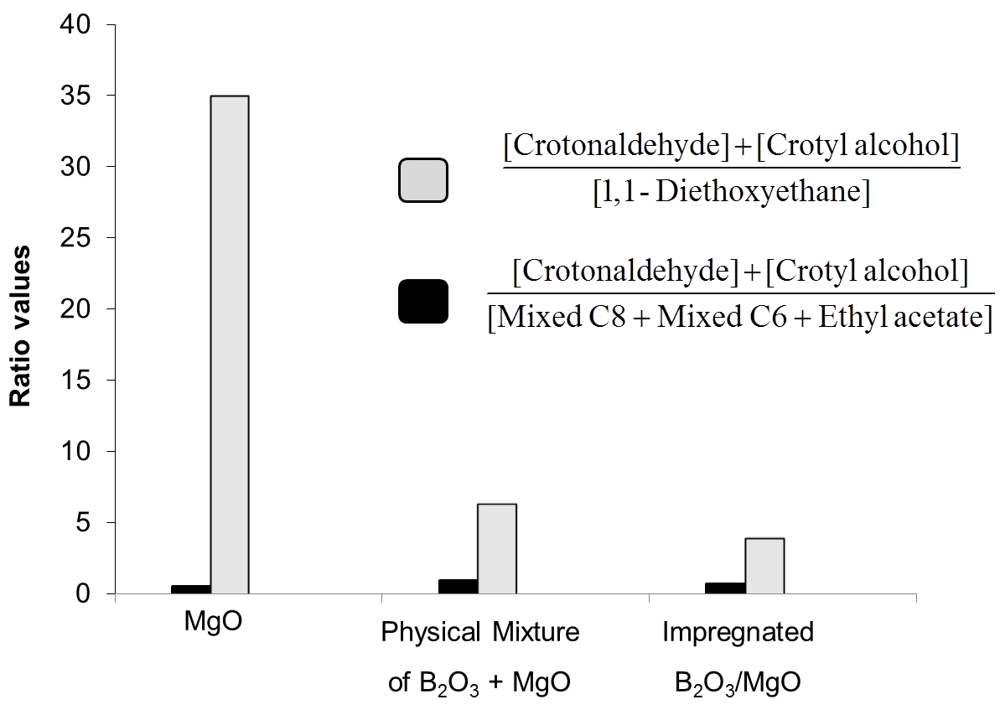 40
35
30
25
20
15
10
5
0
Ratio values
[Crotonaldehyde]+[Crotyl alcohol]
[1,1-Diethoxyethane]
[Crotonaldehyde]+[Crotyl alcohol]
[Mixed C8 + Mixed C6 + Ethyl acetate]
MgO
Physical Mixture
of B₂O₃ + MgO
Impregnated
B₂O₃/MgO